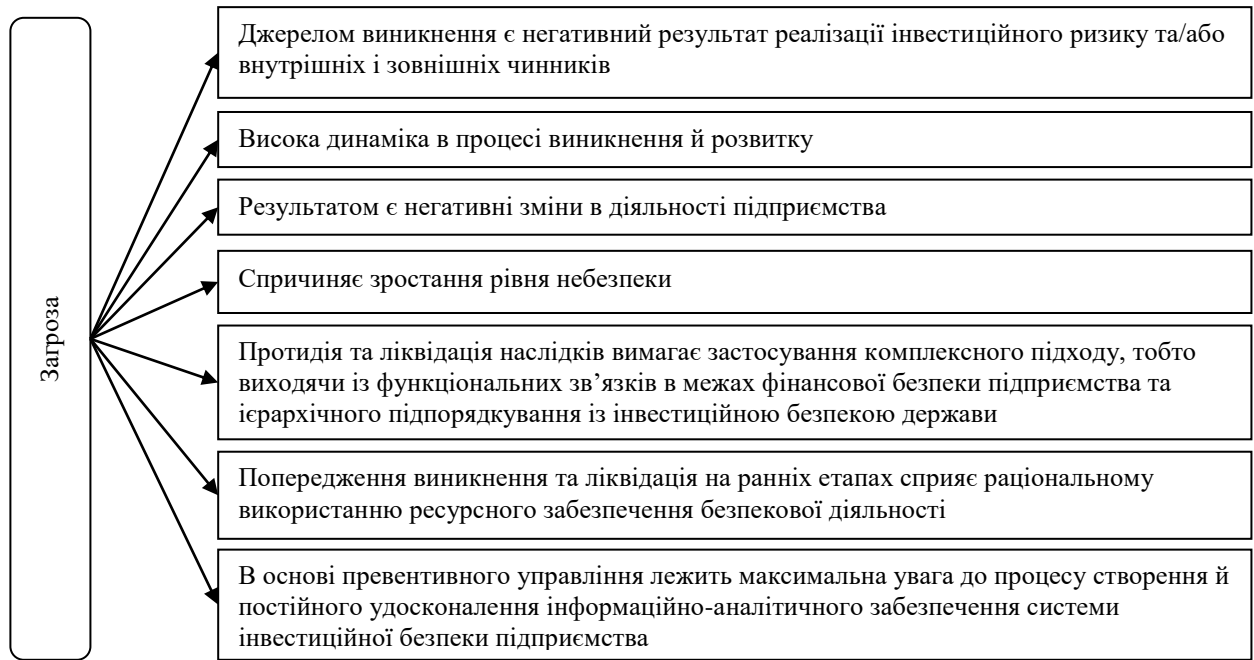 Загроза
Джерелом виникнення є негативний результат реалізації інвестиційного ризику та/або
внутрішніх і зовнішніх чинників
Висока динаміка в процесі виникнення й розвитку
Результатом є негативні зміни в діяльності підприємства
Спричиняє зростання рівня небезпеки
Протидія та ліквідація наслідків вимагає застосування комплексного підходу, тобто
виходячи із функціональних зв’язків в межах фінансової безпеки підприємства та
ієрархічного підпорядкування із інвестиційною безпекою держави
Попередження виникнення та ліквідація на ранніх етапах сприяє раціональному
використанню ресурсного забезпечення безпекової діяльності
В основі превентивного управління лежить максимальна увага до процесу створення й
постійного удосконалення інформаційно-аналітичного забезпечення системи
інвестиційної безпеки підприємства